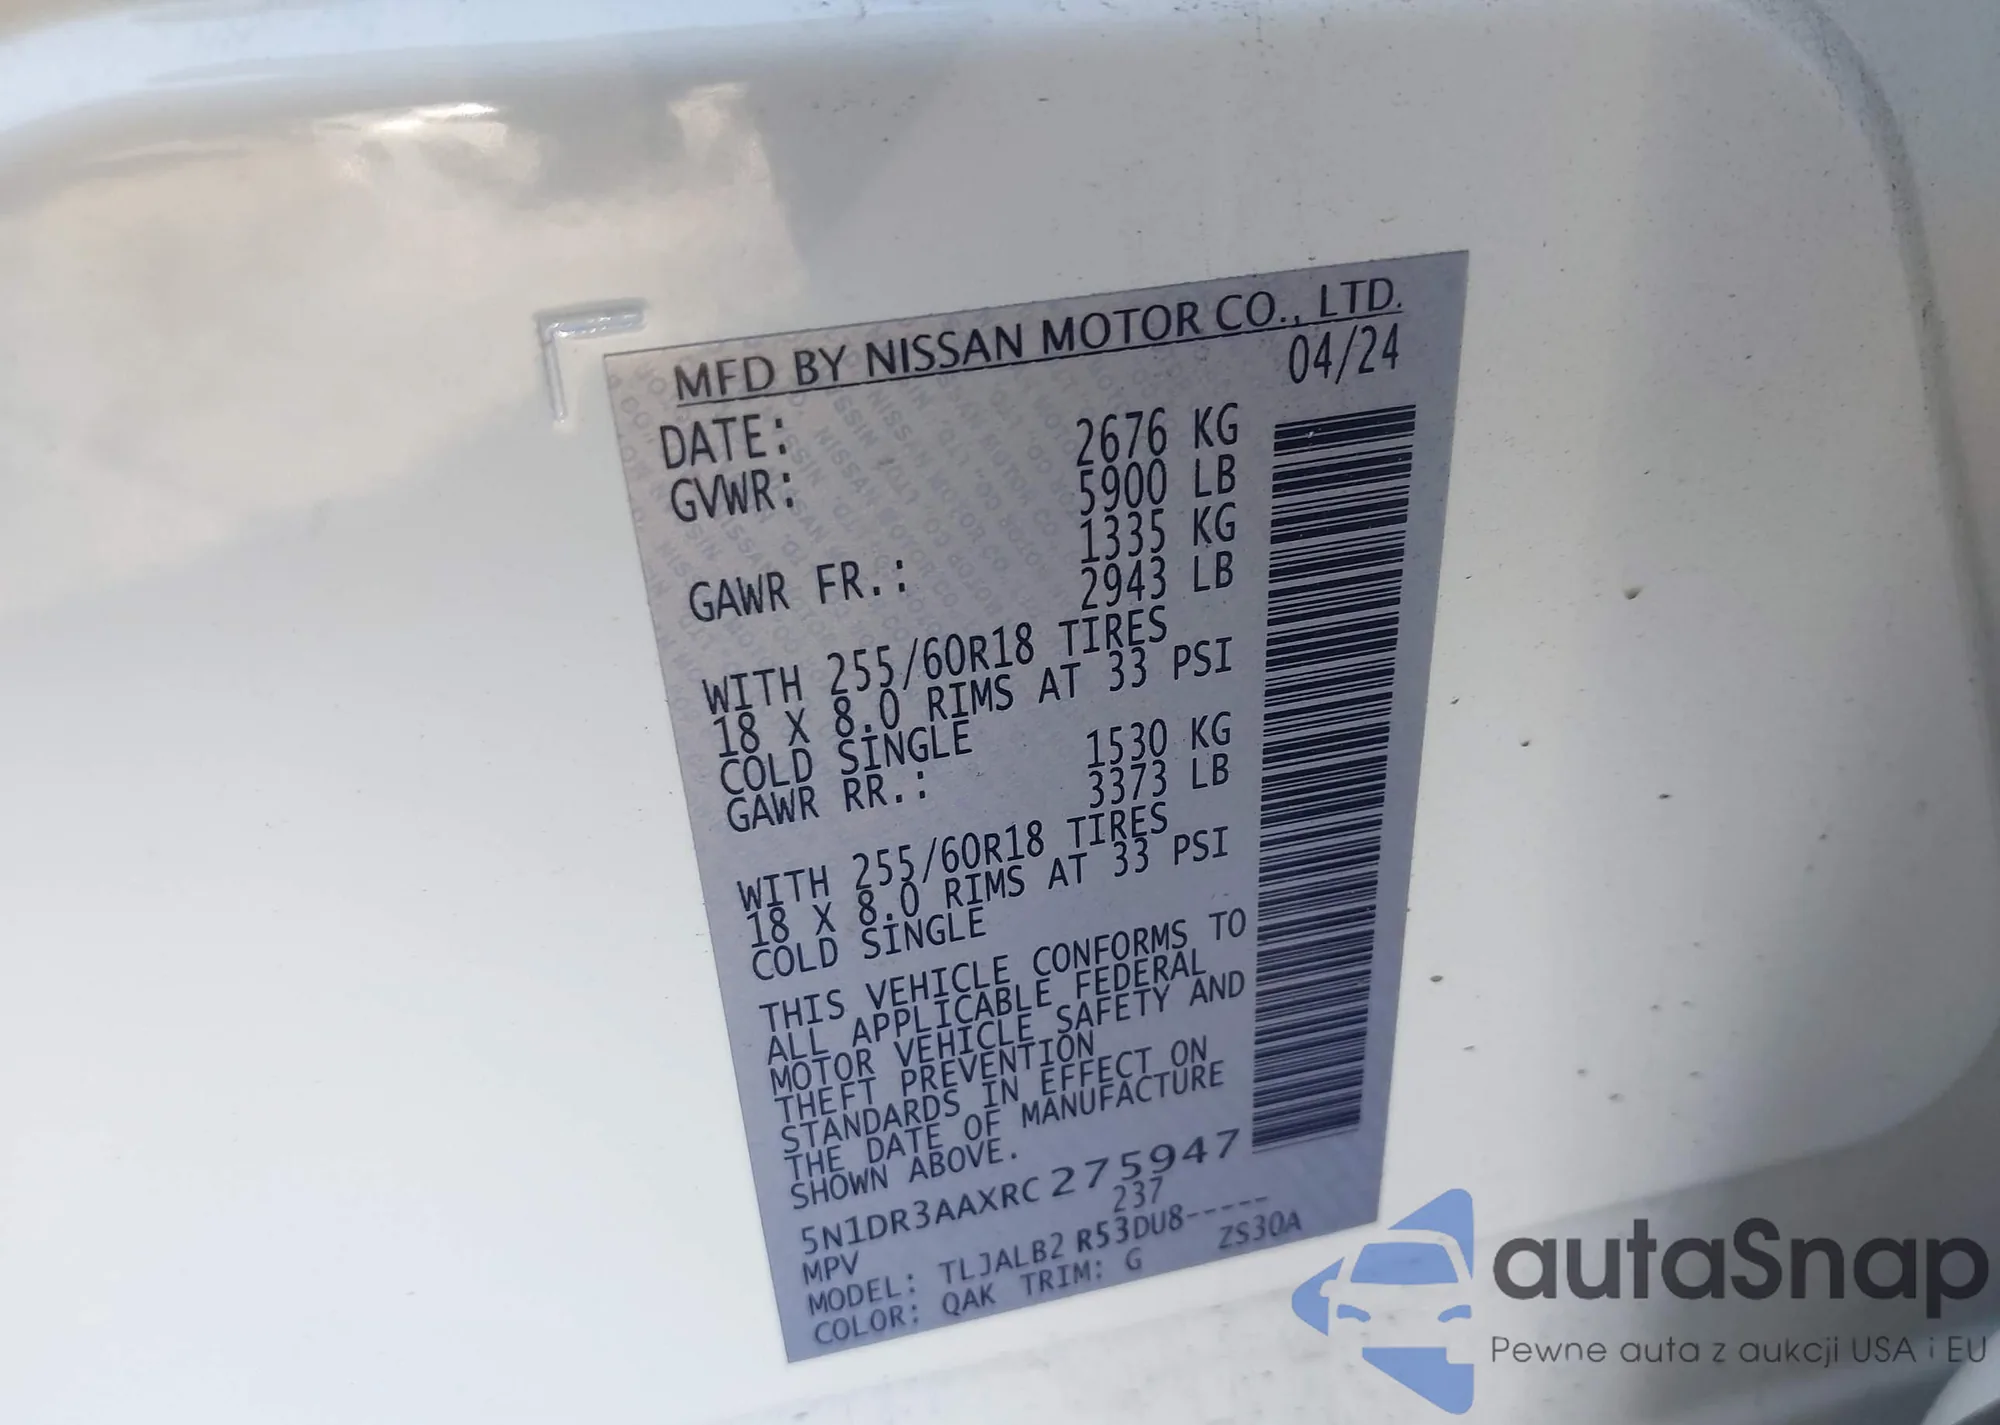 MFD BY NISSAN MOTOR CO., LTD.
DATE: 04/24
GVWR: 2676 KG
5900 LB
GAWR FR.: 1335 KG
2943 LB
WITH 255/60R18 TIRES
18 X 8.0 RIMS AT 33 PSI
COLD SINGLE
GAWR RR.: 1530 KG
3373 LB
WITH 255/60R18 TIRES
18 X 8.0 RIMS AT 33 PSI
COLD SINGLE
THIS VEHICLE CONFORMS TO
ALL APPLICABLE FEDERAL
MOTOR VEHICLE SAFETY AND
THEFT PREVENTION
STANDARDS IN EFFECT ON
THE DATE OF MANUFACTURE
SHOWN ABOVE.
5N1DR3AAXRC275947
MPV 237
MODEL: TLJALB2 R53DU8-----
COLOR: QAK TRIM: G ZS30A
autaSnap
Pewne auta z aukcji USA i EU